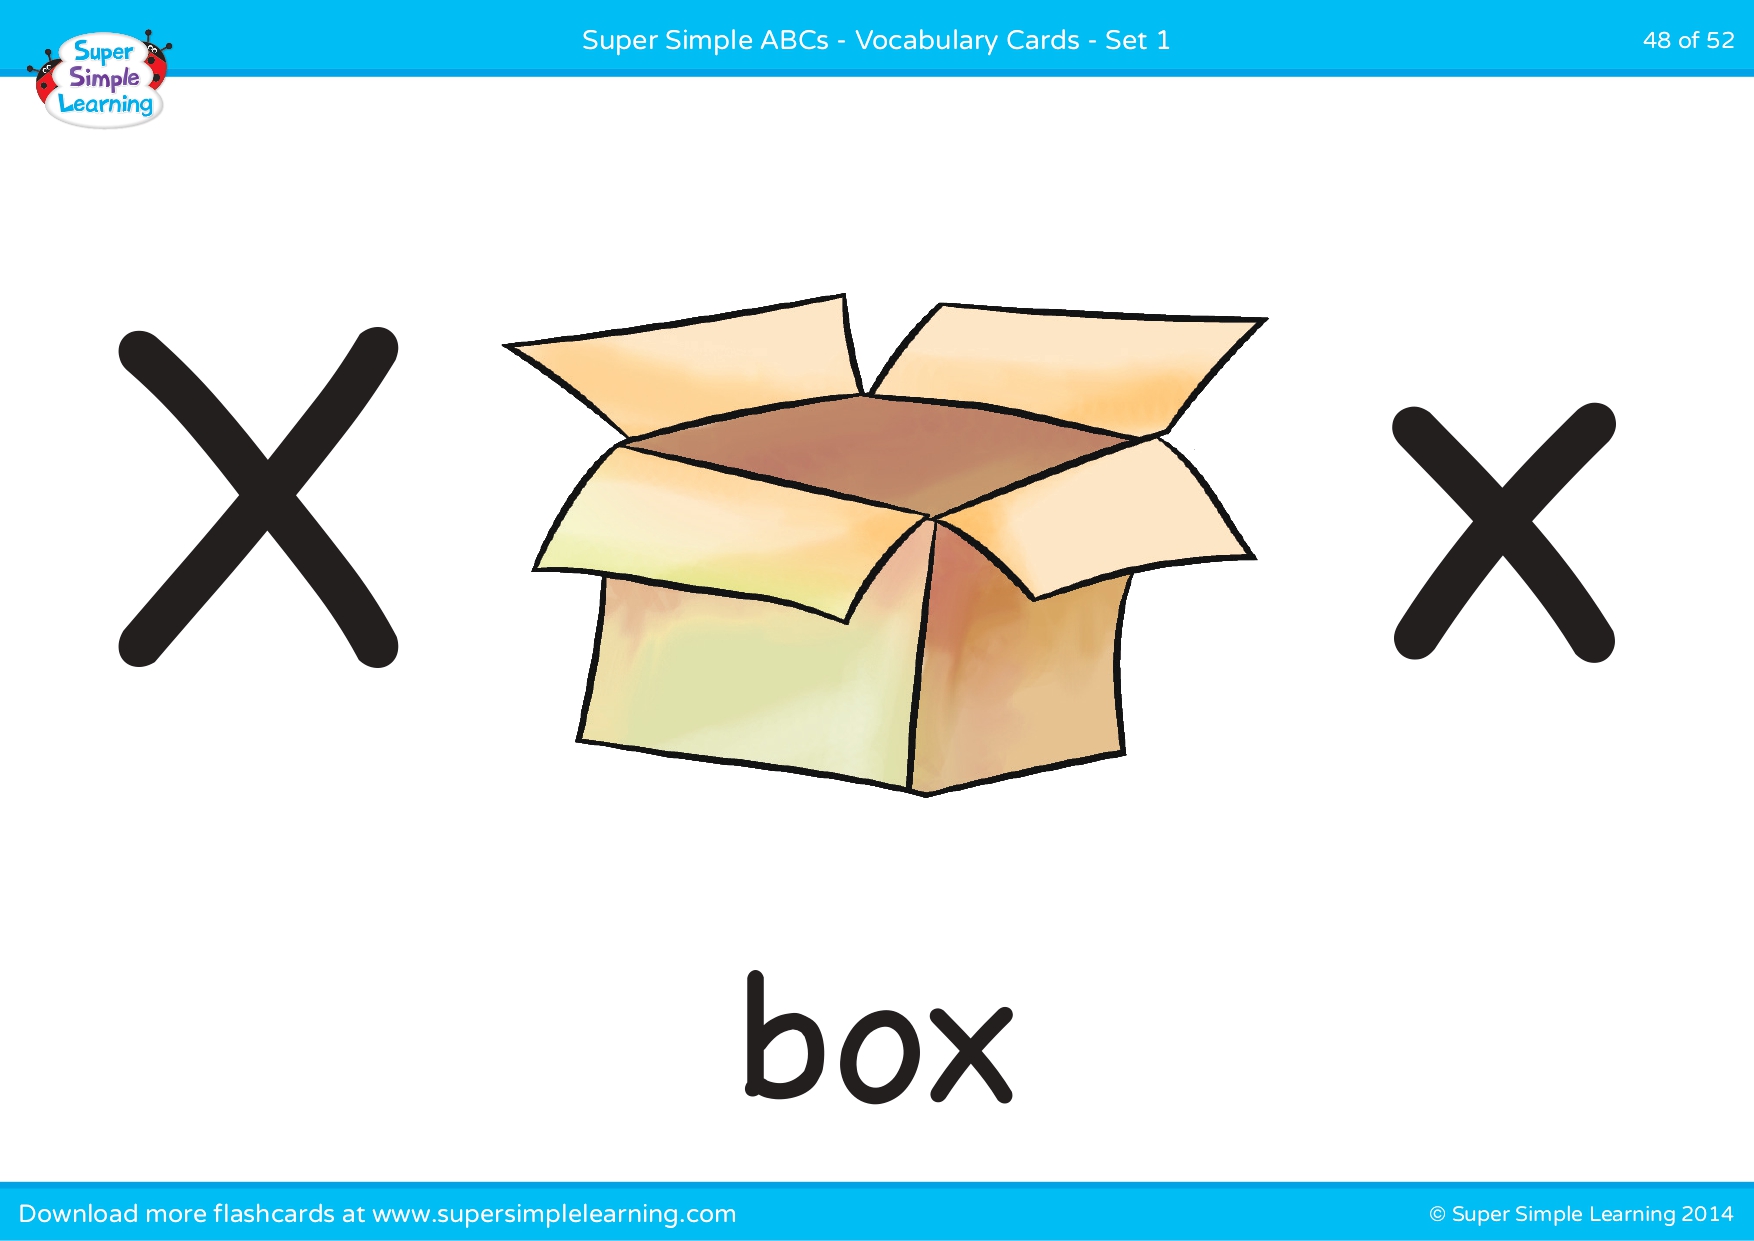 Super Simple ABCs - Vocabulary Cards - Set 1
48 of 52
Super
Simple
Learning
X
x
box
Download more flashcards at www.supersimplelearning.com
© Super Simple Learning 2014